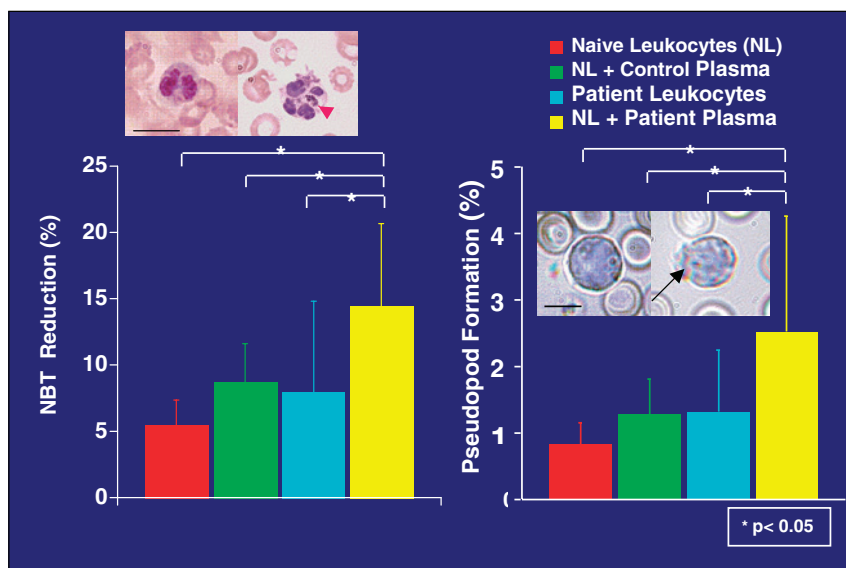 Naive Leukocytes (NL)
NL + Control Plasma
Patient Leukocytes
NL + Patient Plasma
NBT Reduction (%)
25
20
15
10
5
0
*
*
*
Pseudopod Formation (%)
5
4
3
2
1
0
*
*
*
* p< 0.05